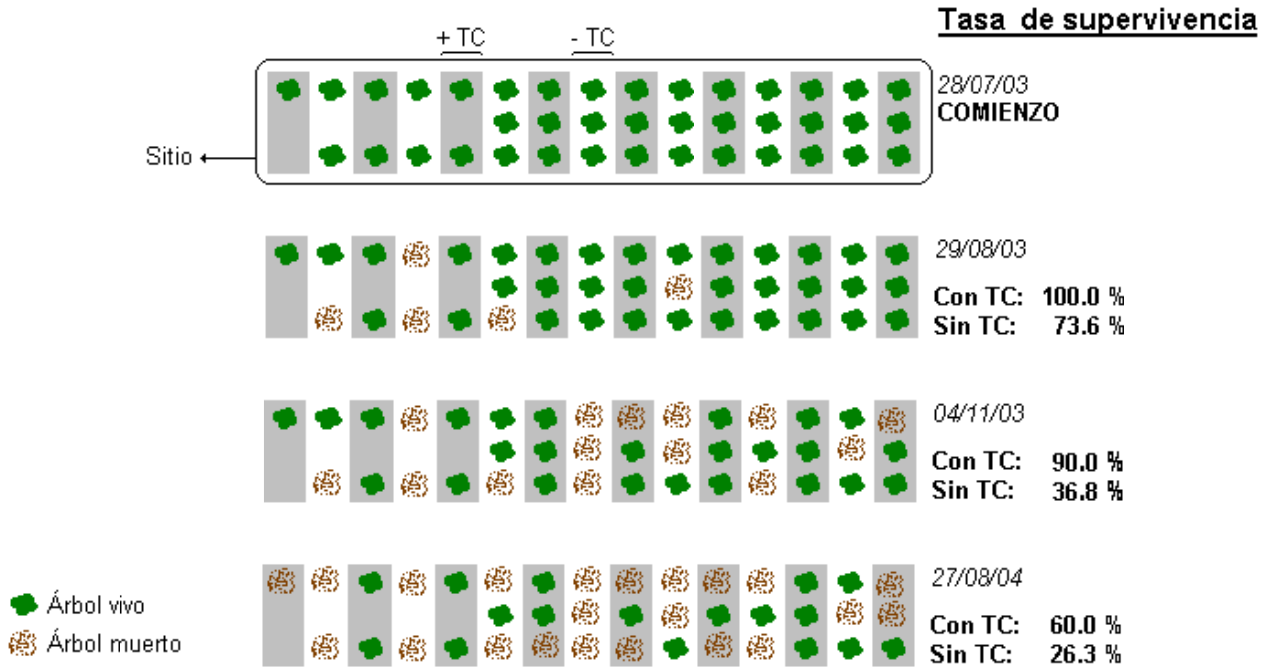 Tasa de supervivencia
+ TC
- TC
28/07/03
COMIENZO
Sitio
29/08/03
Con TC: 100.0 %
Sin TC: 73.6 %
04/11/03
Con TC: 90.0 %
Sin TC: 36.8 %
27/08/04
Con TC: 60.0 %
Sin TC: 26.3 %
Árbol vivo
Árbol muerto